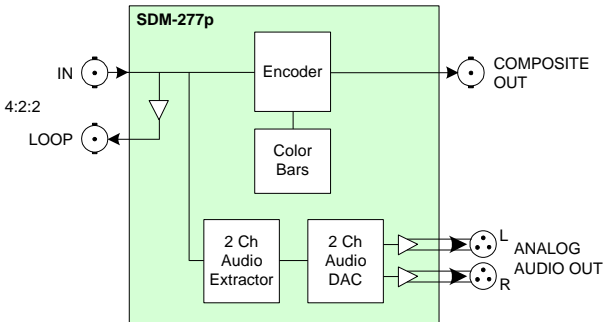 SDM-277p
IN
4:2:2
LOOP
Encoder
COMPOSITE
OUT
Color
Bars
2 Ch
Audio
Extractor
2 Ch
Audio
DAC
L
ANALOG
AUDIO OUT
R